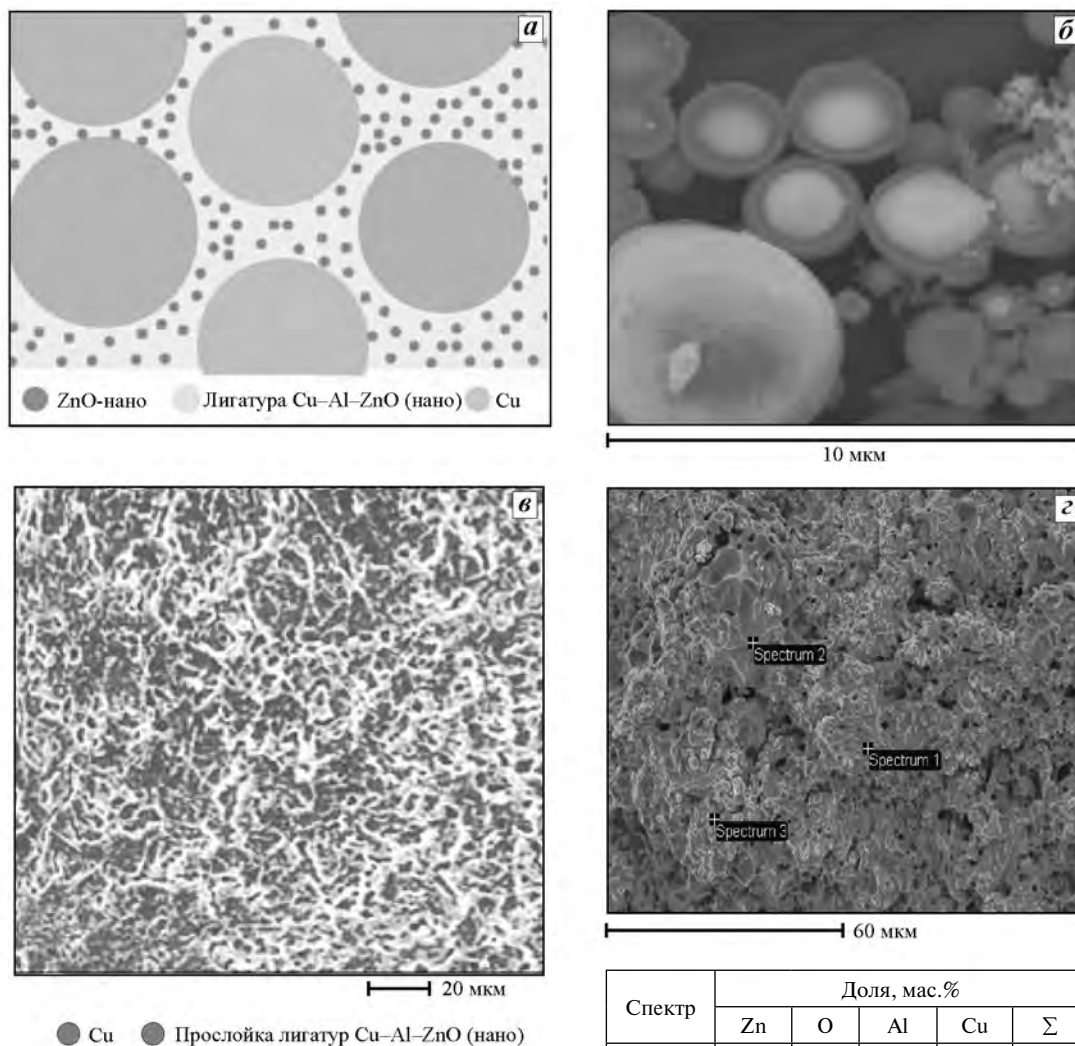 а
б
ZnO-нано Лигатура Cu–Al–ZnO (нано) Cu
10 мкм
в
г
Spectrum 2
Spectrum 1
Spectrum 3
60 мкм
20 мкм
Cu Прослойка лигатур Cu–Al–ZnO (нано)
Спектр Доля, мас.%
Zn O Al Cu Σ